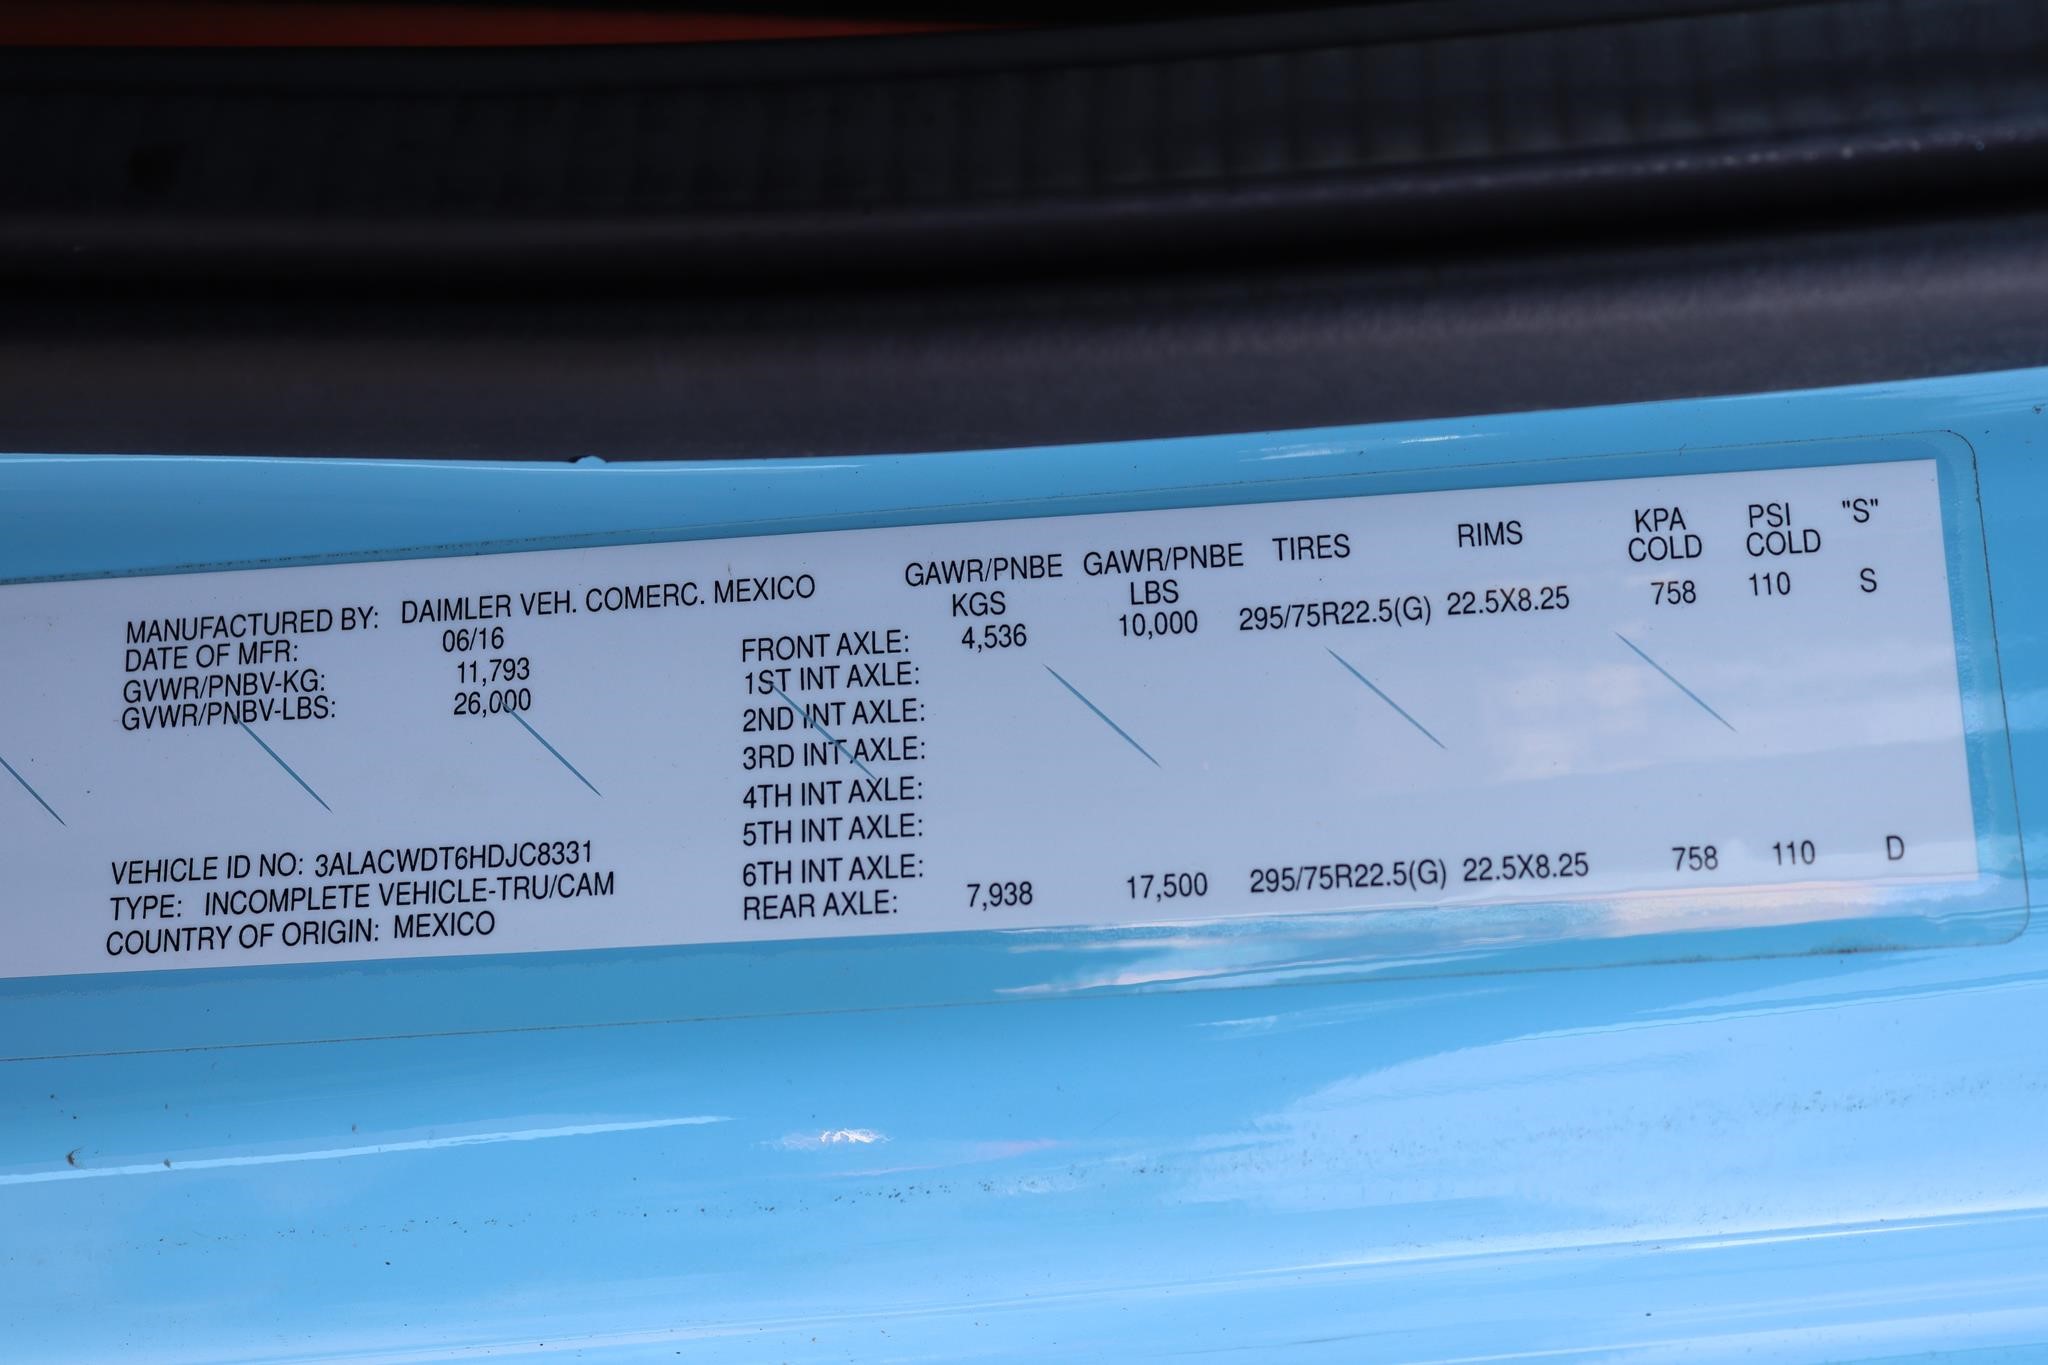 MANUFACTURED BY: DAIMLER VEH. COMERC. MEXICO
DATE OF MFR: 06/16
GVWR/PNBV-KG: 11,793
GVWR/PNBV-LBS: 26,000
VEHICLE ID NO: 3ALACWDT6HDJC8331
TYPE: INCOMPLETE VEHICLE-TRU/CAM
COUNTRY OF ORIGIN: MEXICO
GAWR/PNBE GAWR/PNBE TIRES RIMS KPA PSI "S"
KGS LBS COLD COLD
FRONT AXLE: 4,536 10,000 295/75R22.5(G) 22.5X8.25 758 110 S
1ST INT AXLE:
2ND INT AXLE:
3RD INT AXLE:
4TH INT AXLE:
5TH INT AXLE:
6TH INT AXLE:
REAR AXLE: 7,938 17,500 295/75R22.5(G) 22.5X8.25 758 110 D